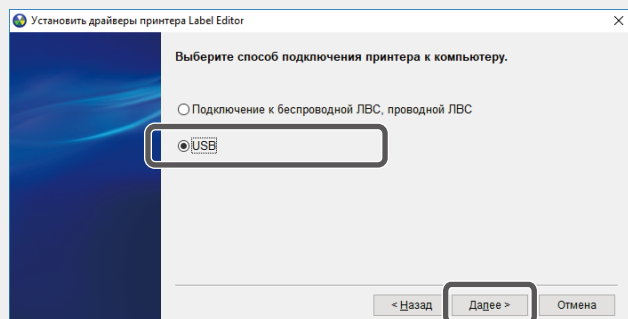 Установить драйверы принтера Label Editor
Выберите способ подключения принтера к компьютеру.
Подключение к беспроводной ЛВС, проводной ЛВС
USB
< Назад
Далее >
Отмена